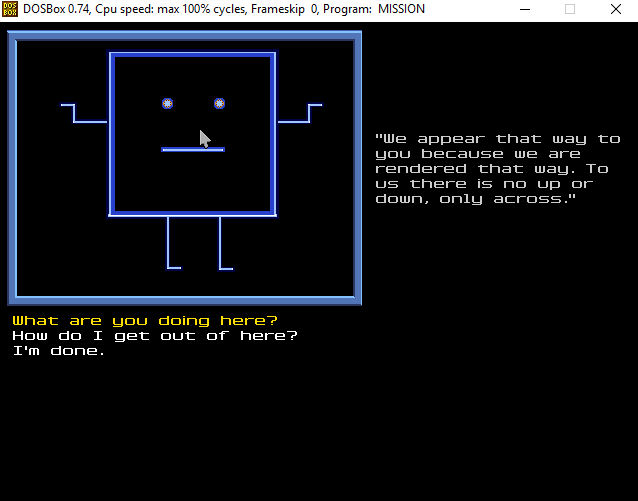 DOS
BOX
DOSBox 0.74, Cpu speed: max 100% cycles, Frameskip 0, Program: MISSION
"We appear that way to
you because we are
rendered that way. To
us there is no up or
down, only across."
What are you doing here?
How do I get out of here?
I'm done.